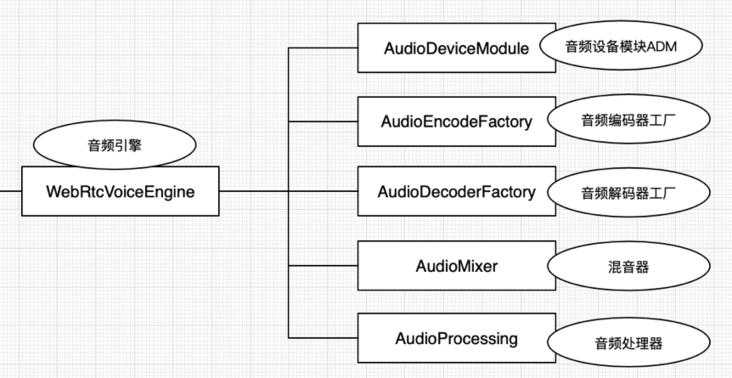 AudioDeviceModule
音频设备模块ADM
AudioEncodeFactory
音频编码器工厂
音频引擎
WebRtcVoiceEngine
AudioDecoderFactory
音频解码器工厂
AudioMixer
混音器
AudioProcessing
音频处理器